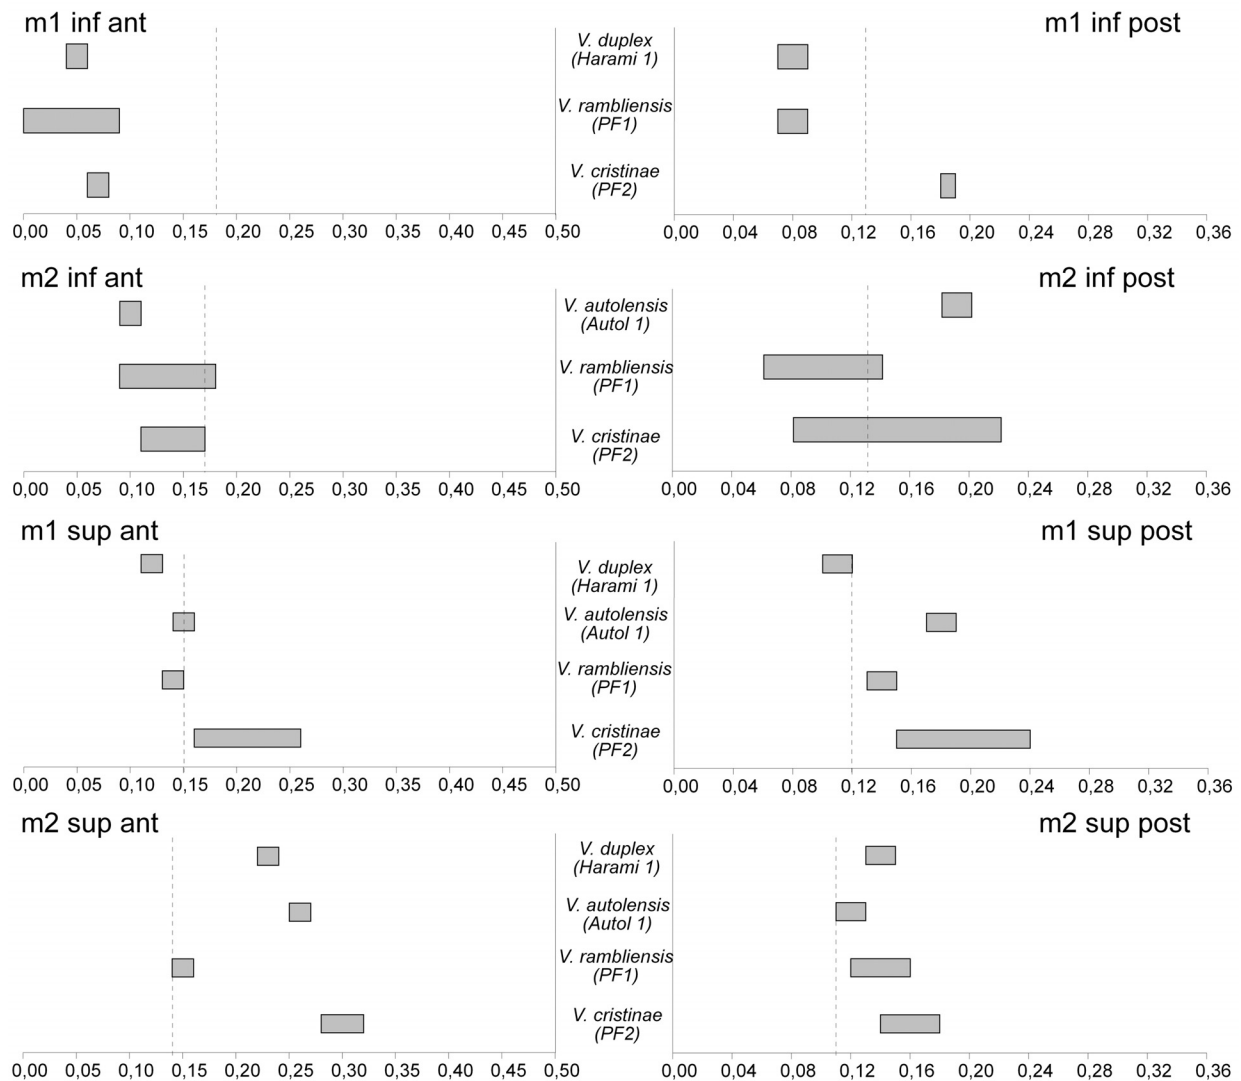 m1 inf ant
m1 inf post
V. duplex
(Harami 1)
V. rambliensis
(PF1)
V. cristinae
(PF2)
0,00 0,05 0,10 0,15 0,20 0,25 0,30 0,35 0,40 0,45 0,50
0,00 0,04 0,08 0,12 0,16 0,20 0,24 0,28 0,32 0,36
m2 inf ant
m2 inf post
V. autolensis
(Autol 1)
V. rambliensis
(PF1)
V. cristinae
(PF2)
0,00 0,05 0,10 0,15 0,20 0,25 0,30 0,35 0,40 0,45 0,50
0,00 0,04 0,08 0,12 0,16 0,20 0,24 0,28 0,32 0,36
m1 sup ant
m1 sup post
V. duplex
(Harami 1)
V. autolensis
(Autol 1)
V. rambliensis
(PF1)
V. cristinae
(PF2)
0,00 0,05 0,10 0,15 0,20 0,25 0,30 0,35 0,40 0,45 0,50
0,00 0,04 0,08 0,12 0,16 0,20 0,24 0,28 0,32 0,36
m2 sup ant
m2 sup post
V. duplex
(Harami 1)
V. autolensis
(Autol 1)
V. rambliensis
(PF1)
V. cristinae
(PF2)
0,00 0,05 0,10 0,15 0,20 0,25 0,30 0,35 0,40 0,45 0,50
0,00 0,04 0,08 0,12 0,16 0,20 0,24 0,28 0,32 0,36